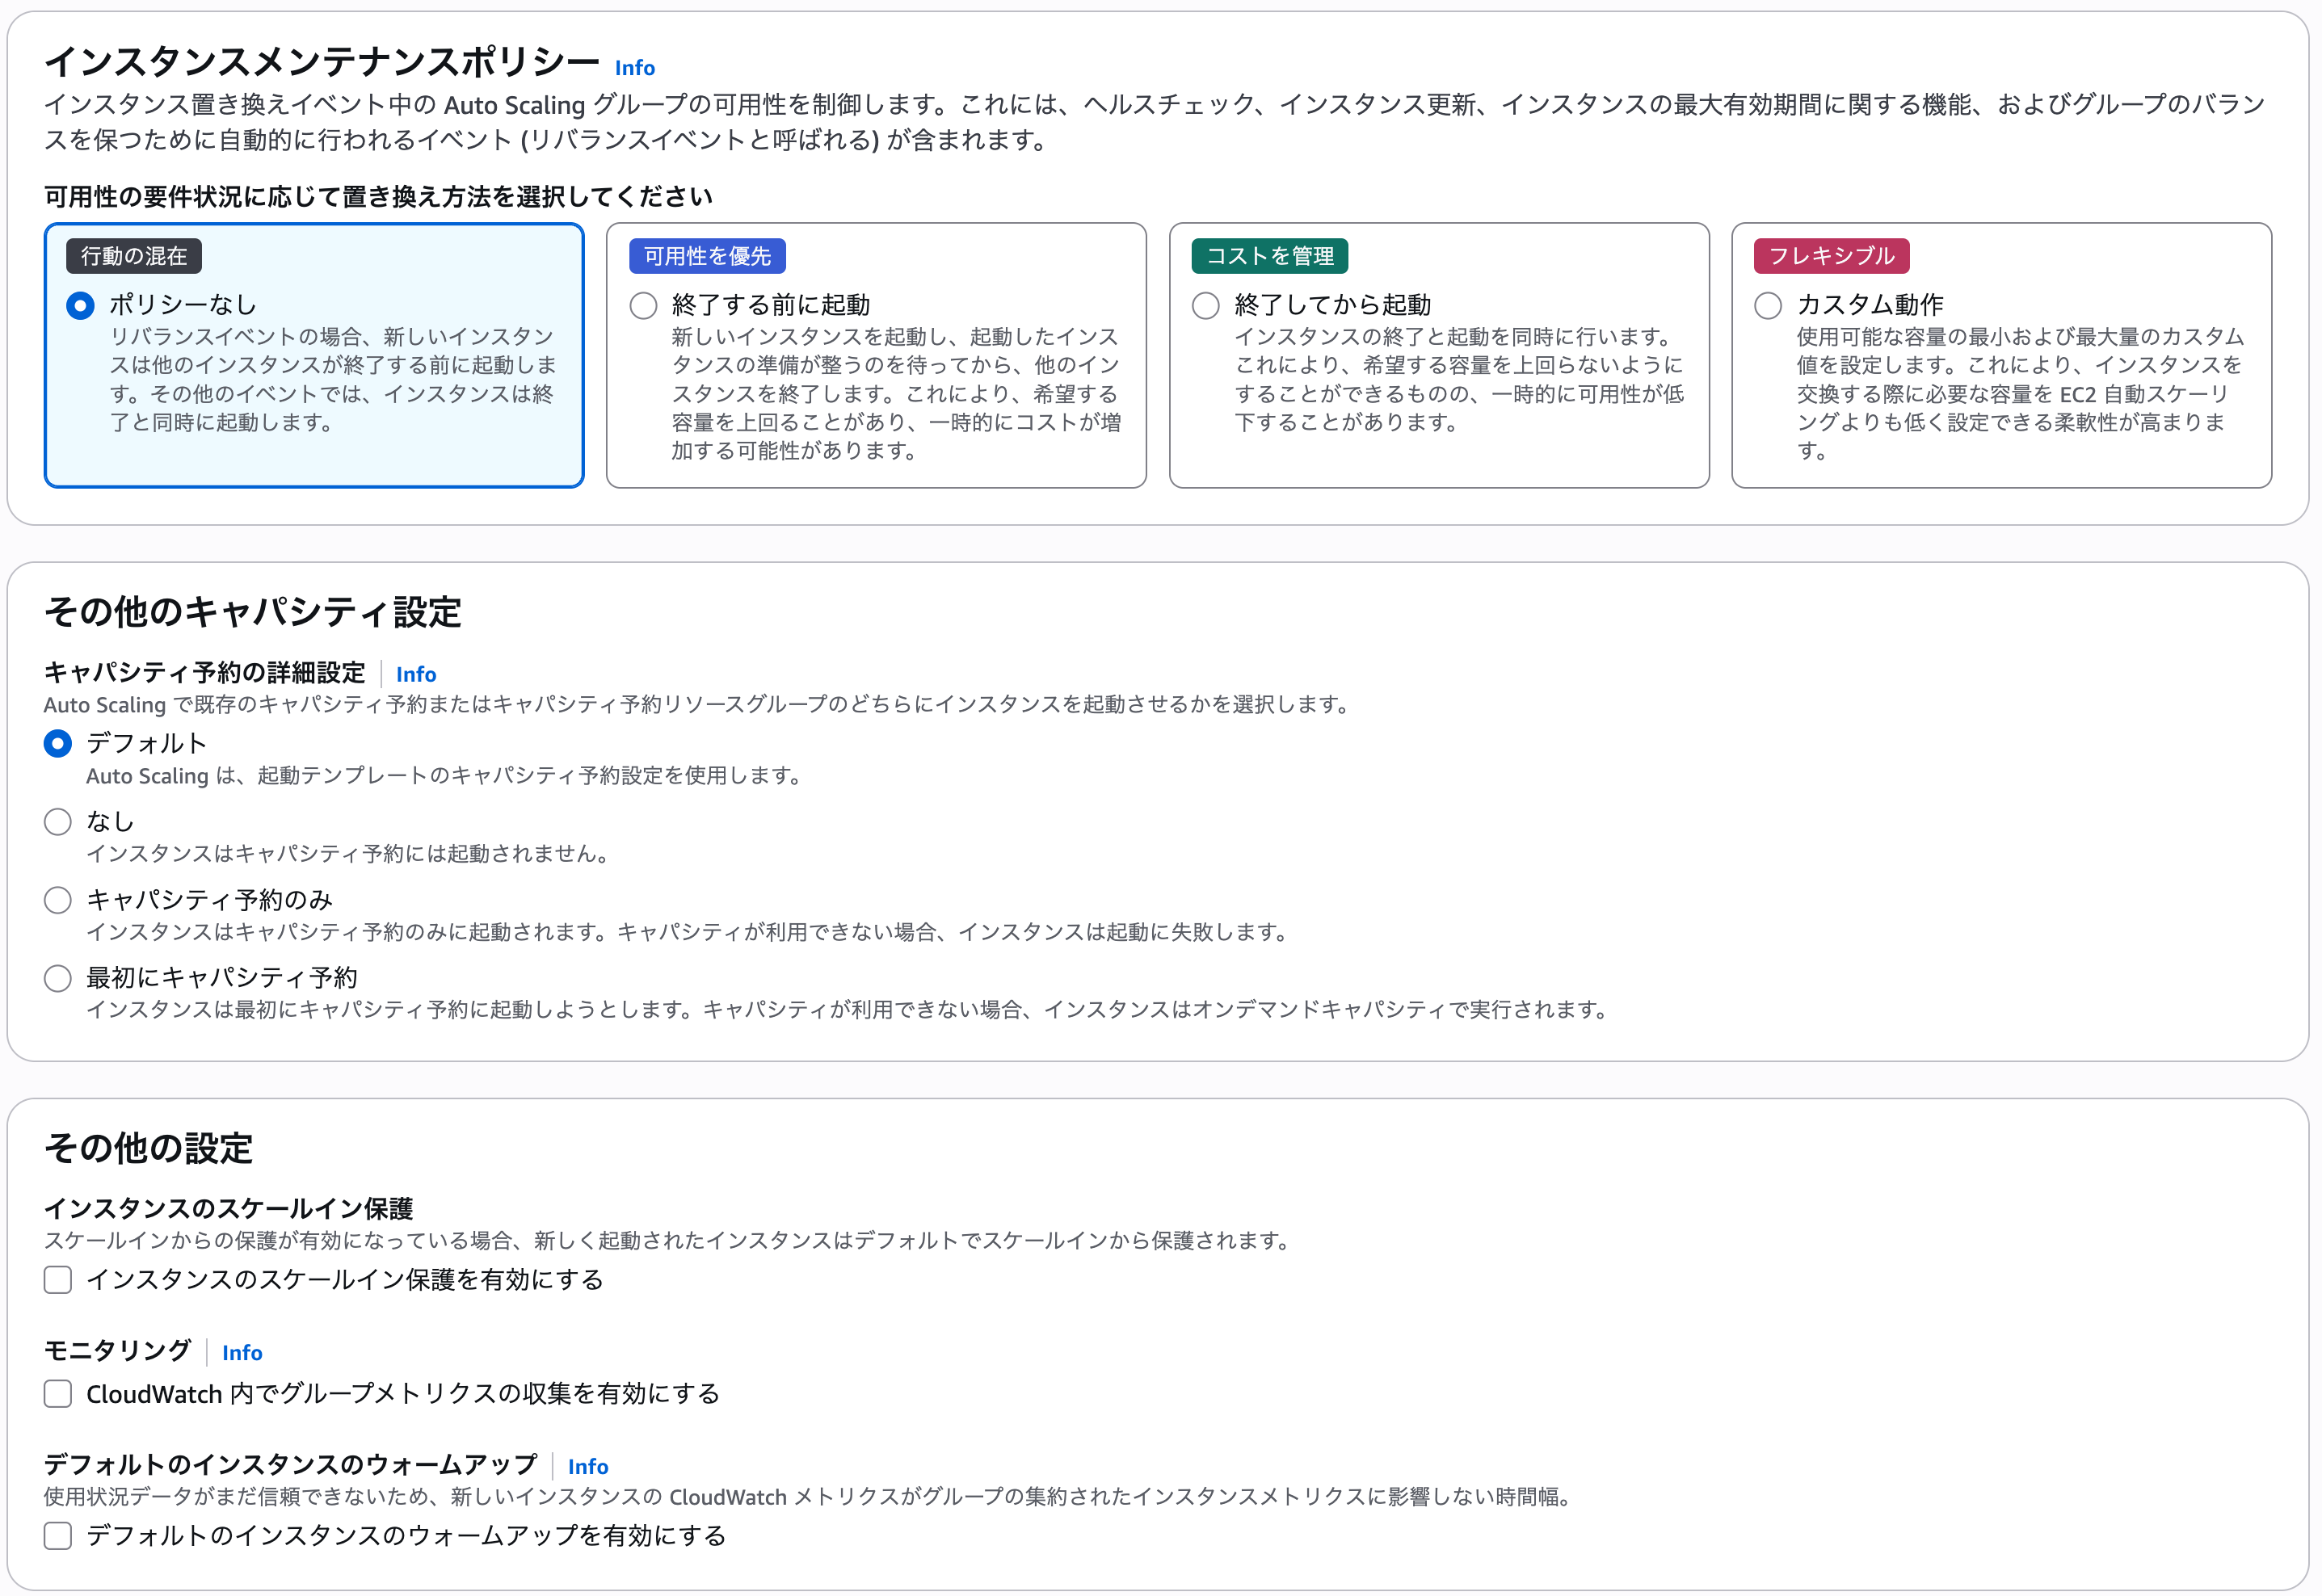 インスタンスメンテナンスポリシー Info
インスタンス置き換えイベント中の Auto Scaling グループの可用性を制御します。これには、ヘルスチェック、インスタンス更新、インスタンスの最大有効期間に関する機能、およびグループのバラン
スを保つために自動的に行われるイベント (リバランスイベントと呼ばれる) が含まれます。
可用性の要件状況に応じて置き換え方法を選択してください
行動の混在
ポリシーなし
リバランスイベントの場合、新しいインスタン
スは他のインスタンスが終了する前に起動しま
す。その他のイベントでは、インスタンスは終
了と同時に起動します。
可用性を優先
終了する前に起動
新しいインスタンスを起動し、起動したインス
タンスの準備が整うのを待ってから、他のイン
スタンスを終了します。これにより、希望する
容量を上回ることがあり、一時的にコストが増
加する可能性があります。
コストを管理
終了してから起動
インスタンスの終了と起動を同時に行います。
これにより、希望する容量を上回らないように
することができるものの、一時的に可用性が低
下することがあります。
フレキシブル
カスタム動作
使用可能な容量の最小および最大量のカスタム
値を設定します。これにより、インスタンスを
交換する際に必要な容量を EC2 自動スケーリ
ングよりも低く設定できる柔軟性が高まりま
す。
その他のキャパシティ設定
キャパシティ予約の詳細設定 Info
Auto Scaling で既存のキャパシティ予約またはキャパシティ予約リソースグループのどちらにインスタンスを起動させるかを選択します。
デフォルト
Auto Scaling は、起動テンプレートのキャパシティ予約設定を使用します。
なし
インスタンスはキャパシティ予約には起動されません。
キャパシティ予約のみ
インスタンスはキャパシティ予約のみに起動されます。キャパシティが利用できない場合、インスタンスは起動に失敗します。
最初にキャパシティ予約
インスタンスは最初にキャパシティ予約に起動しようとします。キャパシティが利用できない場合、インスタンスはオンデマンドキャパシティで実行されます。
その他の設定
インスタンスのスケールイン保護
スケールインからの保護が有効になっている場合、新しく起動されたインスタンスはデフォルトでスケールインから保護されます。
インスタンスのスケールイン保護を有効にする
モニタリング Info
CloudWatch 内でグループメトリクスの収集を有効にする
デフォルトのインスタンスのウォームアップ Info
使用状況データがまだ信頼できないため、新しいインスタンスの CloudWatch メトリクスがグループの集約されたインスタンスメトリクスに影響しない時間幅。
デフォルトのインスタンスのウォームアップを有効にする